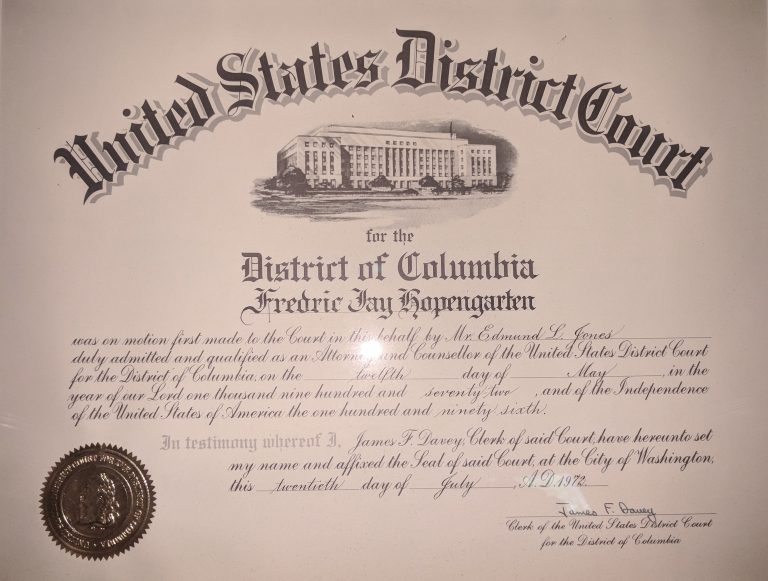 United States District Court
for the
District of Columbia
Fredric Jay Hopengarten
was on motion first made to the Court in this behalf by Mr. Edmund L. Jones
duly admitted and qualified as an Attorney and Counsellor of the United States District Court
for the District of Columbia, on the twelfth day of May, in the
year of our Lord one thousand nine hundred and seventy two, and of the Independence
of the United States of America the one hundred and ninety sixth.
In testimony whereof I, James F. Davey, Clerk of said Court, have hereunto set
my name and affixed the Seal of said Court, at the City of Washington,
this twentieth day of July, A.D. 1972
James F. Davey
Clerk of the United States District Court
for the District of Columbia